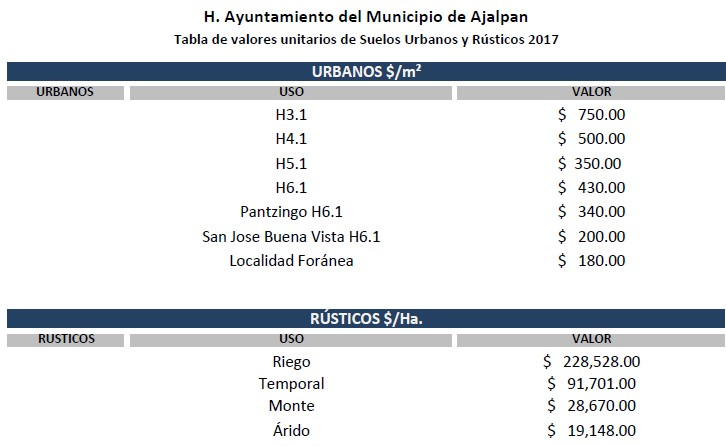 H. Ayuntamiento del Municipio de Ajalpan
Tabla de valores unitarios de Suelos Urbanos y Rústicos 2017
URBANOS $/m²
URBANOS USO VALOR
H3.1 $ 750.00
H4.1 $ 500.00
H5.1 $ 350.00
H6.1 $ 430.00
Pantzingo H6.1 $ 340.00
San Jose Buena Vista H6.1 $ 200.00
Localidad Foránea $ 180.00
RÚSTICOS $/Ha.
RUSTICOS USO VALOR
Riego $ 228,528.00
Temporal $ 91,701.00
Monte $ 28,670.00
Árido $ 19,148.00